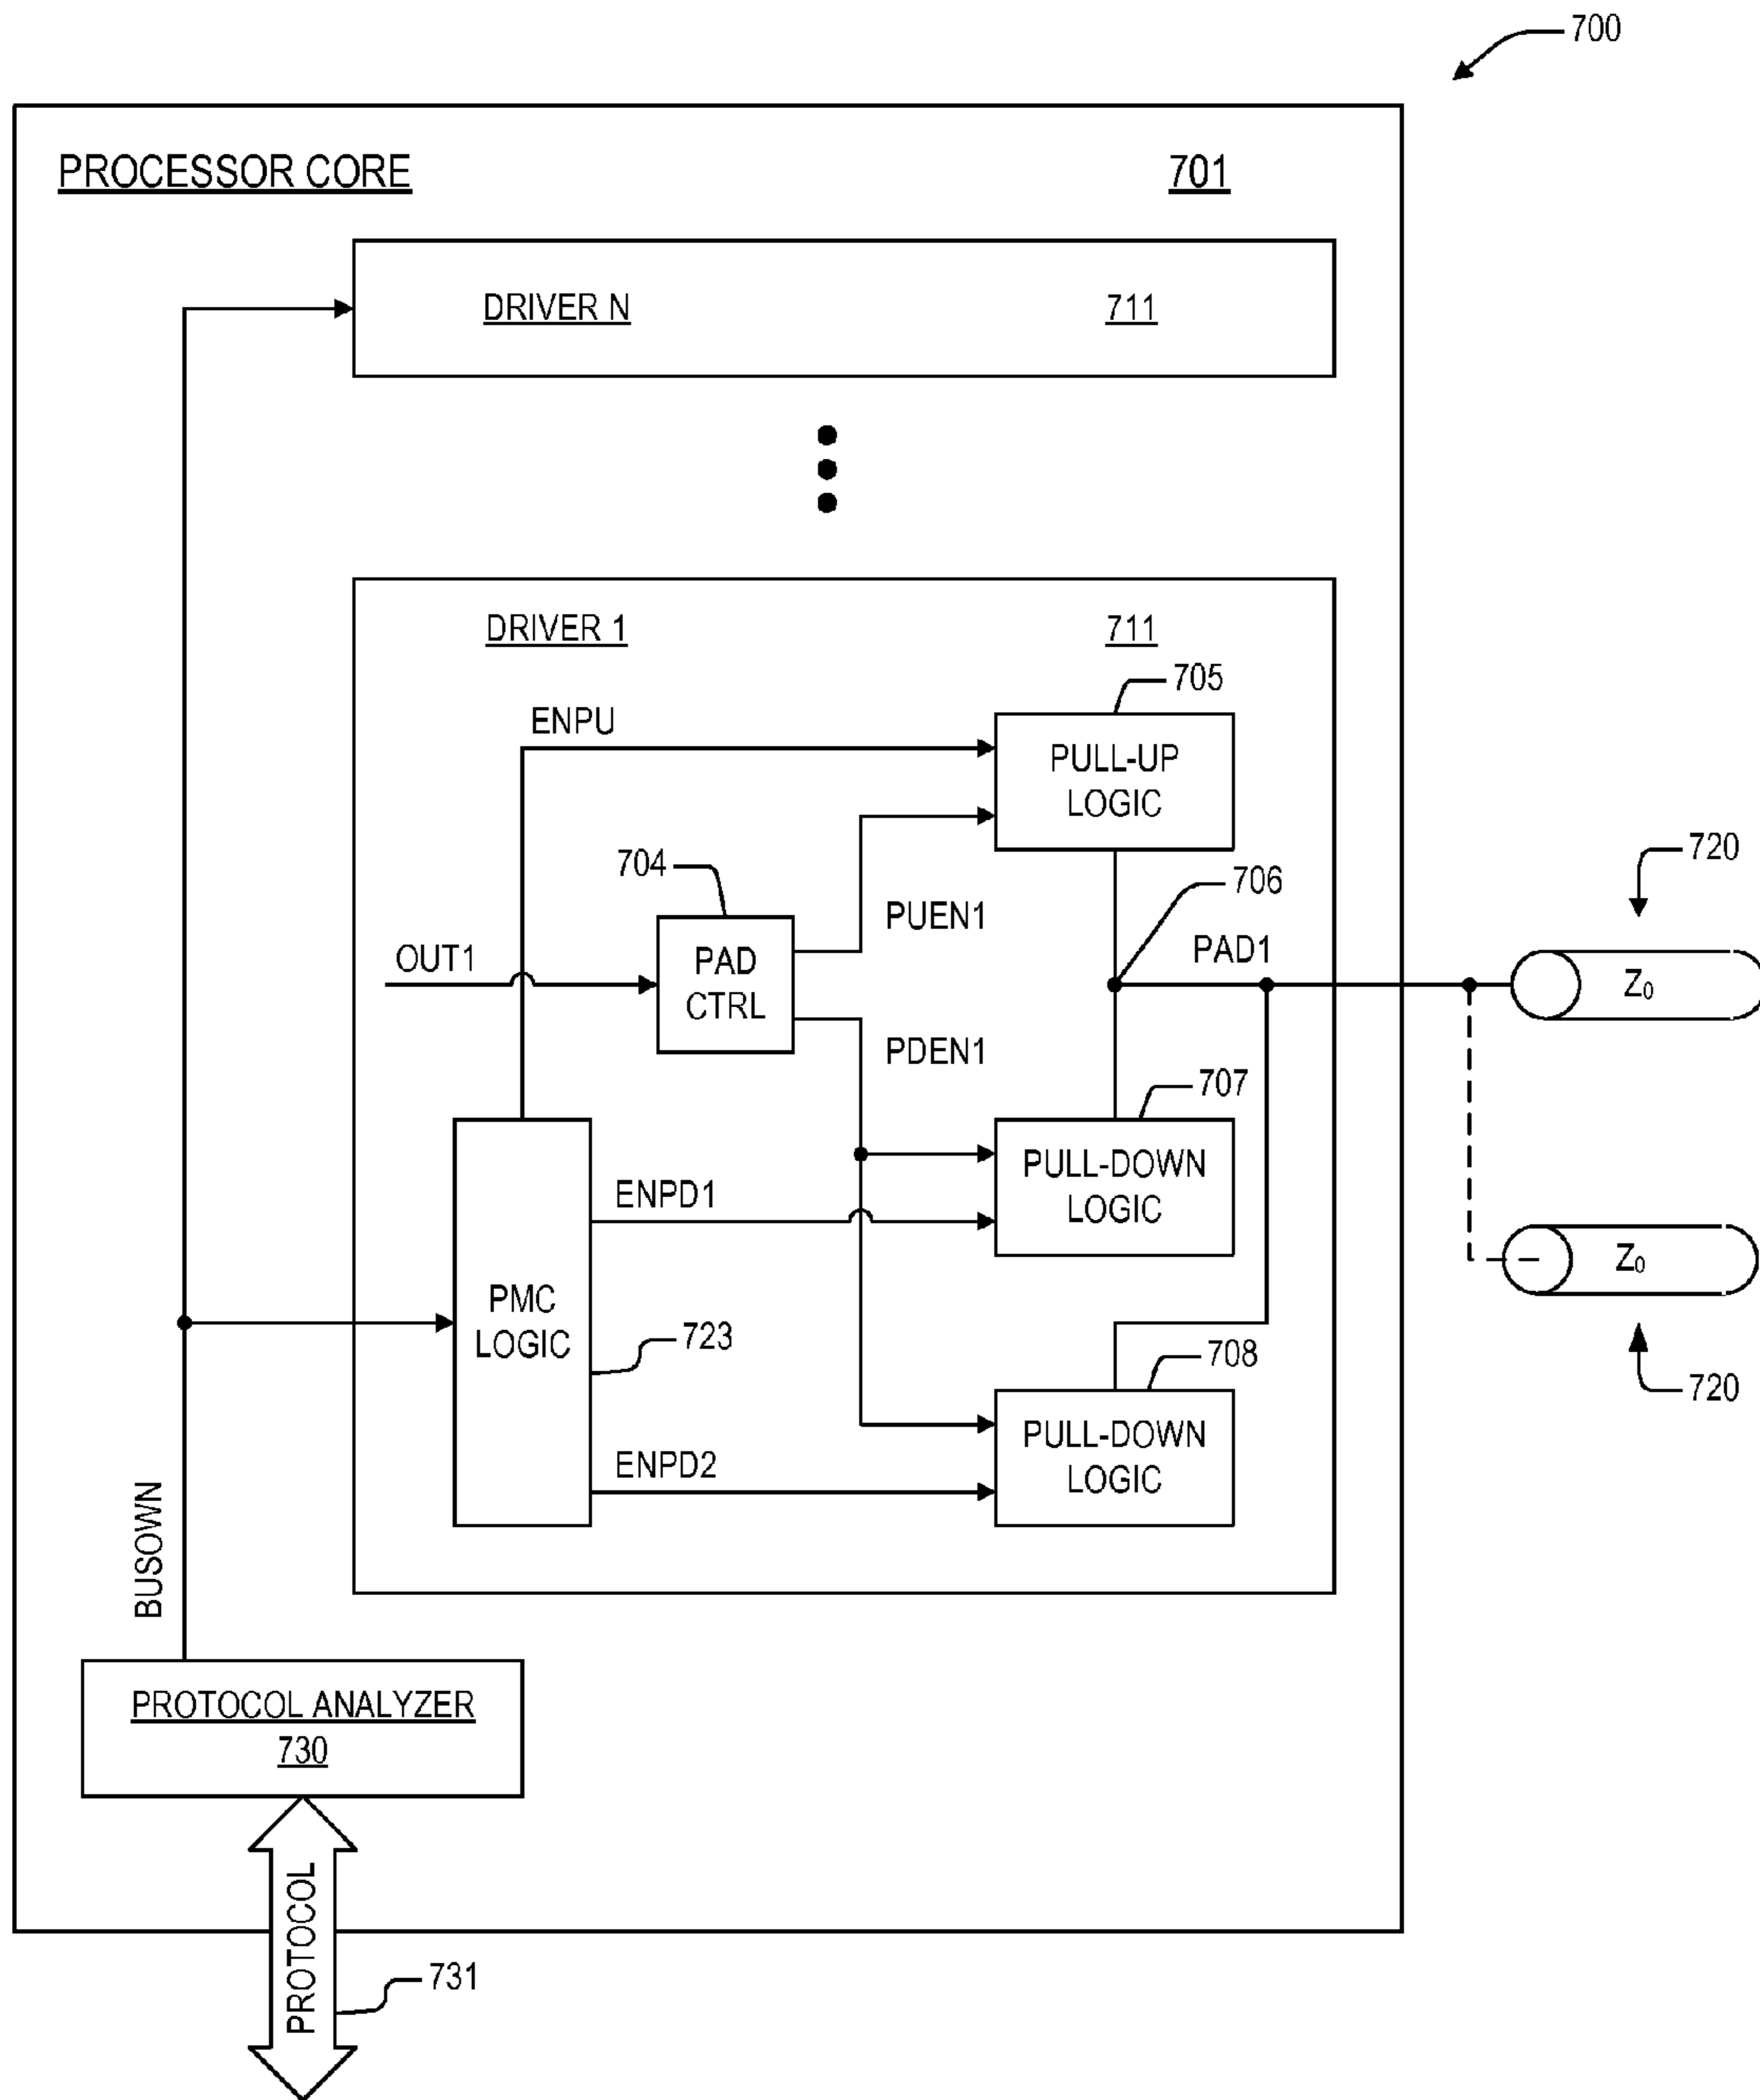 700
PROCESSOR CORE 701
DRIVER N 711
DRIVER 1 711
705
ENPU
PULL-UP
LOGIC
704
706
720
PUEN1
OUT1
PAD
CTRL
PAD1
Z0
PDEN1
707
PULL-DOWN
LOGIC
ENPD1
Z0
PMC
LOGIC
723
708
720
PULL-DOWN
LOGIC
ENPD2
BUSOWN
PROTOCOL ANALYZER
730
PROTOCOL
731